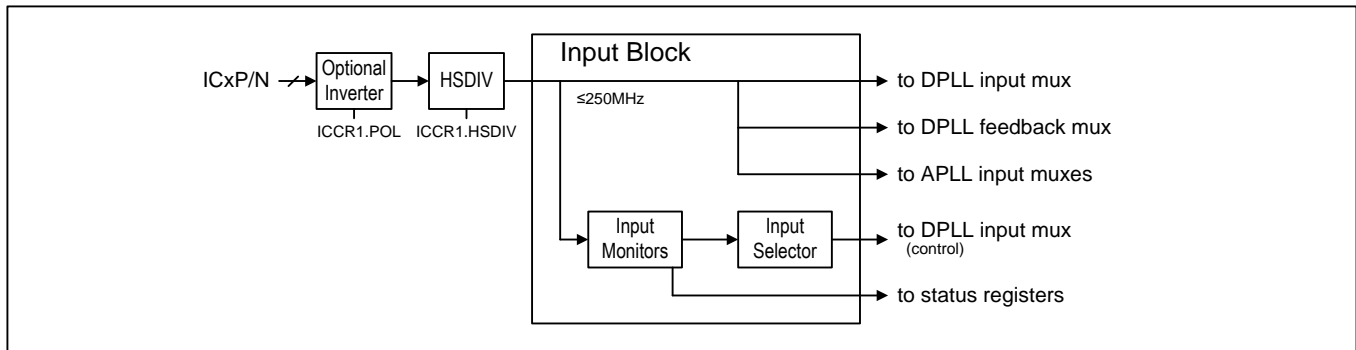 Input Block
ICxP/N
Optional
Inverter
HSDIV
ICCR1.POL
ICCR1.HSDIV
≤250MHz
to DPLL input mux
to DPLL feedback mux
to APLL input muxes
Input
Monitors
Input
Selector
to DPLL input mux
(control)
to status registers